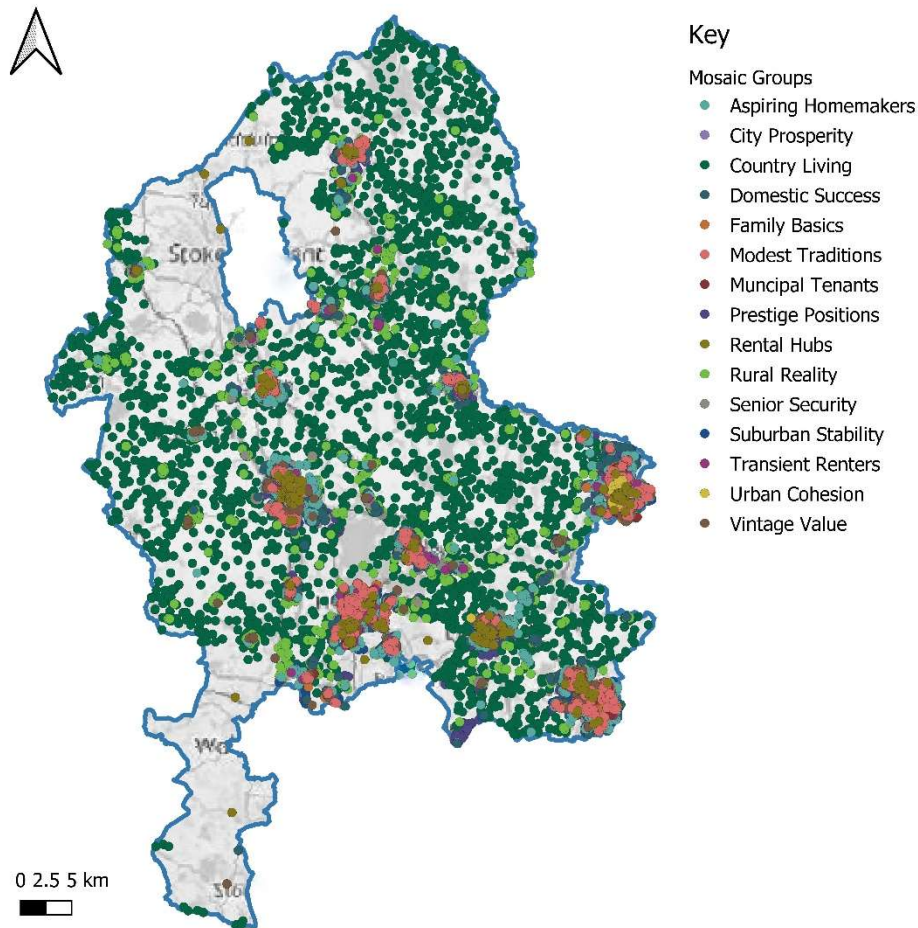 Key
Mosaic Groups
Aspiring Homemakers
City Prosperity
Country Living
Domestic Success
Family Basics
Modest Traditions
Muncipal Tenants
Prestige Positions
Rental Hubs
Rural Reality
Senior Security
Suburban Stability
Transient Renters
Urban Cohesion
Vintage Value
Stoke
0 2.5 5 km